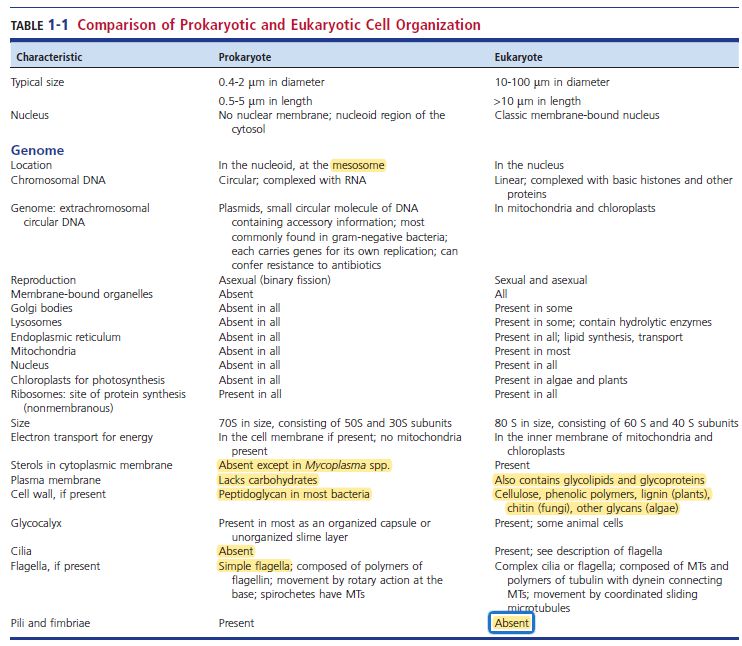 TABLE 1-1 Comparison of Prokaryotic and Eukaryotic Cell Organization
Characteristic Prokaryote Eukaryote
Typical size 0.4-2 μm in diameter 10-100 μm in diameter
0.5-5 μm in length >10 μm in length
Nucleus No nuclear membrane; nucleoid region of the Classic membrane-bound nucleus
cytosol
Genome
Location In the nucleoid, at the mesosome In the nucleus
Chromosomal DNA Circular; complexed with RNA Linear; complexed with basic histones and other
proteins
Genome: extrachromosomal Plasmids, small circular molecule of DNA In mitochondria and chloroplasts
circular DNA containing accessory information; most
commonly found in gram-negative bacteria;
each carries genes for its own replication; can
confer resistance to antibiotics
Reproduction Asexual (binary fission) Sexual and asexual
Membrane-bound organelles Absent All
Golgi bodies Absent in all Present in some
Lysosomes Absent in all Present in some; contain hydrolytic enzymes
Endoplasmic reticulum Absent in all Present in all; lipid synthesis, transport
Mitochondria Absent in all Present in most
Nucleus Absent in all Present in all
Chloroplasts for photosynthesis Absent in all Present in algae and plants
Ribosomes: site of protein synthesis Present in all Present in all
(nonmembranous)
Size 70S in size, consisting of 50S and 30S subunits 80 S in size, consisting of 60 S and 40 S subunits
Electron transport for energy In the cell membrane if present; no mitochondria In the inner membrane of mitochondria and
present chloroplasts
Sterols in cytoplasmic membrane Absent except in Mycoplasma spp. Present
Plasma membrane Lacks carbohydrates Also contains glycolipids and glycoproteins
Cell wall, if present Peptidoglycan in most bacteria Cellulose, phenolic polymers, lignin (plants),
chitin (fungi), other glycans (algae)
Glycocalyx Present in most as an organized capsule or Present; some animal cells
unorganized slime layer
Cilia Absent Present; see description of flagella
Flagella, if present Simple flagella; composed of polymers of Complex cilia or flagella; composed of MTs and
flagellin; movement by rotary action at the polymers of tubulin with dynein connecting
base; spirochetes have MTs MTs; movement by coordinated sliding
microtubules
Pili and fimbriae Present Absent